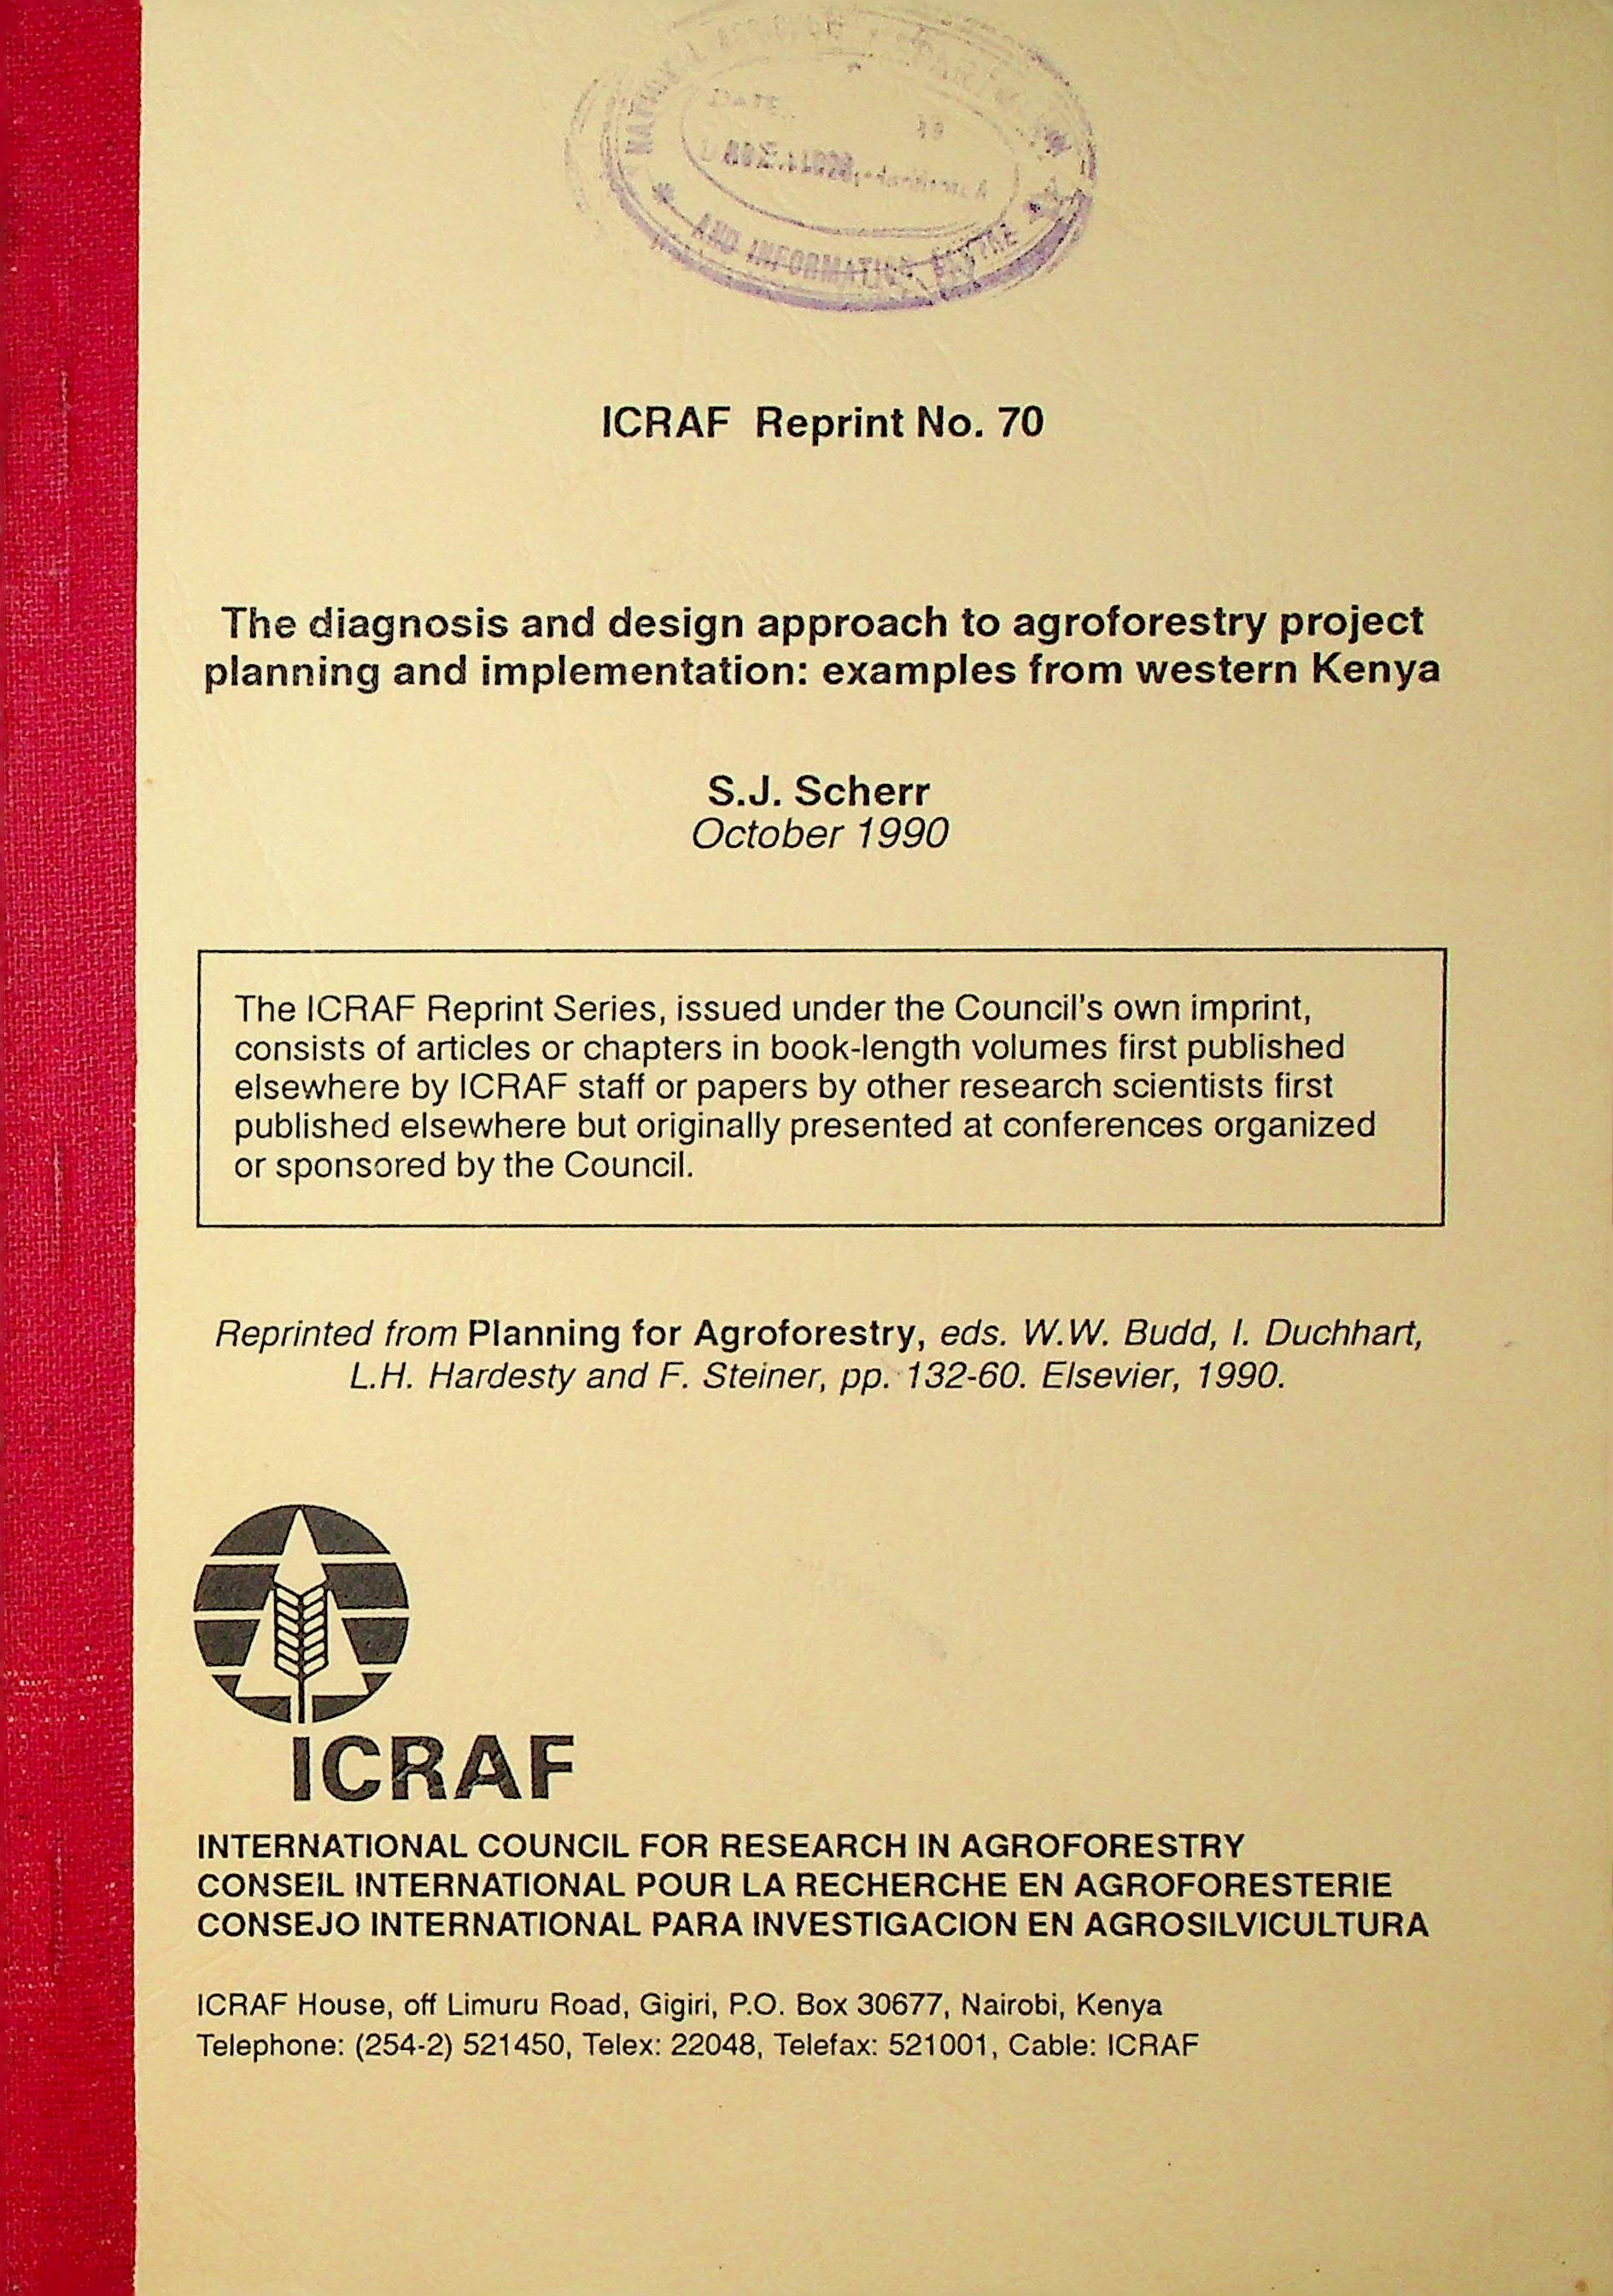 AND INFORMATION CENTRE
ICRAF Reprint No. 70
The diagnosis and design approach to agroforestry project
planning and implementation: examples from western Kenya
S.J. Scherr
October 1990
The ICRAF Reprint Series, issued under the Council's own imprint,
consists of articles or chapters in book-length volumes first published
elsewhere by ICRAF staff or papers by other research scientists first
published elsewhere but originally presented at conferences organized
or sponsored by the Council.
Reprinted from Planning for Agroforestry, eds. W.W. Budd, I. Duchhart,
L.H. Hardesty and F. Steiner, pp. 132-60. Elsevier, 1990.
ICRAF
INTERNATIONAL COUNCIL FOR RESEARCH IN AGROFORESTRY
CONSEIL INTERNATIONAL POUR LA RECHERCHE EN AGROFORESTERIE
CONSEJO INTERNATIONAL PARA INVESTIGACION EN AGROSILVICULTURA
ICRAF House, off Limuru Road, Gigiri, P.O. Box 30677, Nairobi, Kenya
Telephone: (254-2) 521450, Telex: 22048, Telefax: 521001, Cable: ICRAF